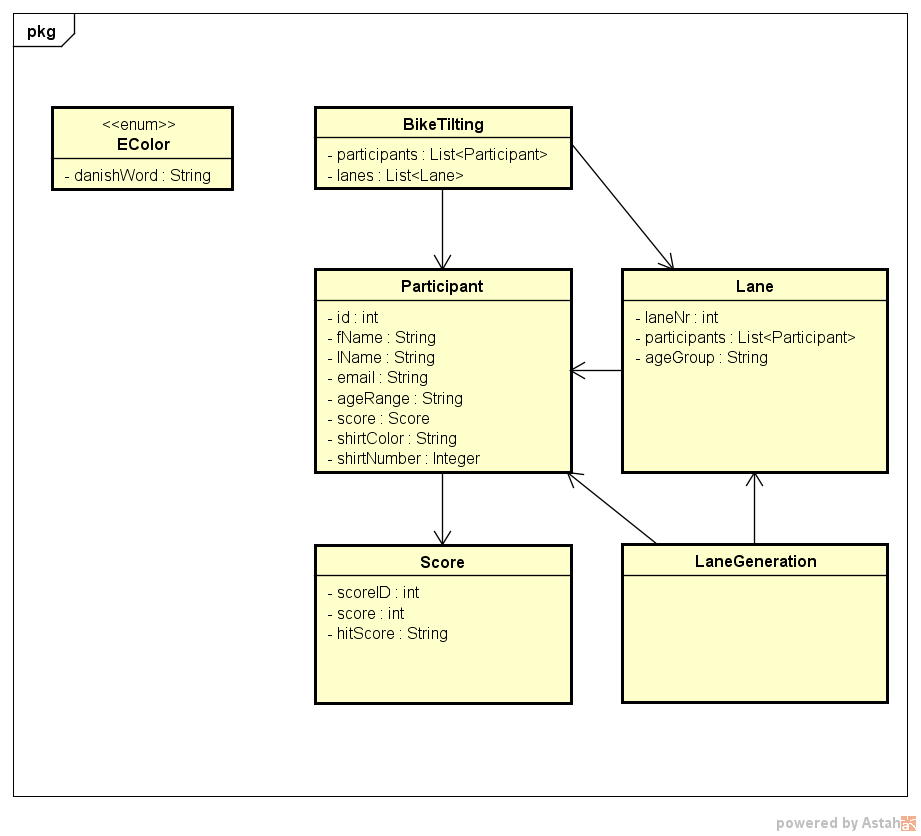 pkg
<<enum>>
EColor
- danishWord : String
BikeTilting
- participants : List<Participant>
- lanes : List<Lane>
Participant
- id : int
- fName : String
- lName : String
- email : String
- ageRange : String
- score : Score
- shirtColor : String
- shirtNumber : Integer
Lane
- laneNr : int
- participants : List<Participant>
- ageGroup : String
Score
- scoreID : int
- score : int
- hitScore : String
LaneGeneration
powered by Astah